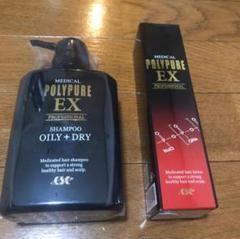 MEDICAL
POLYPURE
EX
PROFESSIONAL
SHAMPOO
OILY + DRY
Medicated hair shampoo
to support a strong
healthy hair and scalp.
CSC
MEDICAL
POLYPURE
EX
PROFESSIONAL
Medicated hair lotion
to support a strong
healthy hair and scalp.
CSC